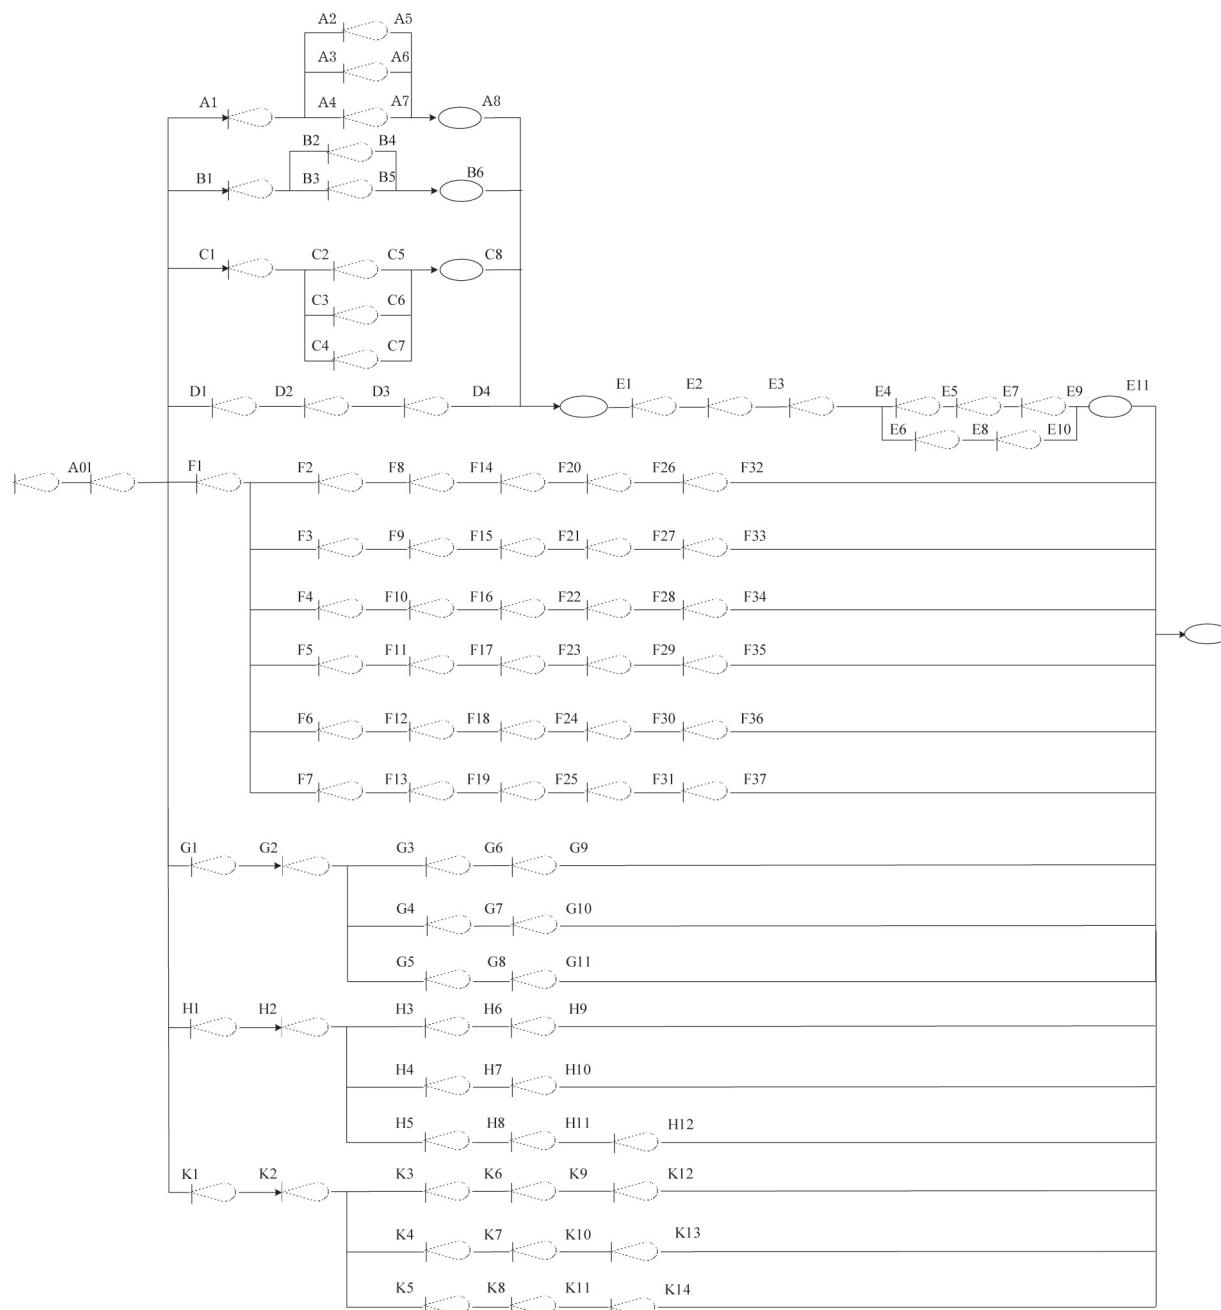 A2 A5
A3 A6
A1 A4 A7 A8
B2 B4
B1 B3 B5 B6
C1 C2 C5 C8
C3 C6
C4 C7
D1 D2 D3 D4 E1 E2 E3 E4 E5 E7 E9 E11
E6 E8 E10
A01 F1 F2 F8 F14 F20 F26 F32
F3 F9 F15 F21 F27 F33
F4 F10 F16 F22 F28 F34
F5 F11 F17 F23 F29 F35
F6 F12 F18 F24 F30 F36
F7 F13 F19 F25 F31 F37
G1 G2 G3 G6 G9
G4 G7 G10
G5 G8 G11
H1 H2 H3 H6 H9
H4 H7 H10
H5 H8 H11 H12
K1 K2 K3 K6 K9 K12
K4 K7 K10 K13
K5 K8 K11 K14